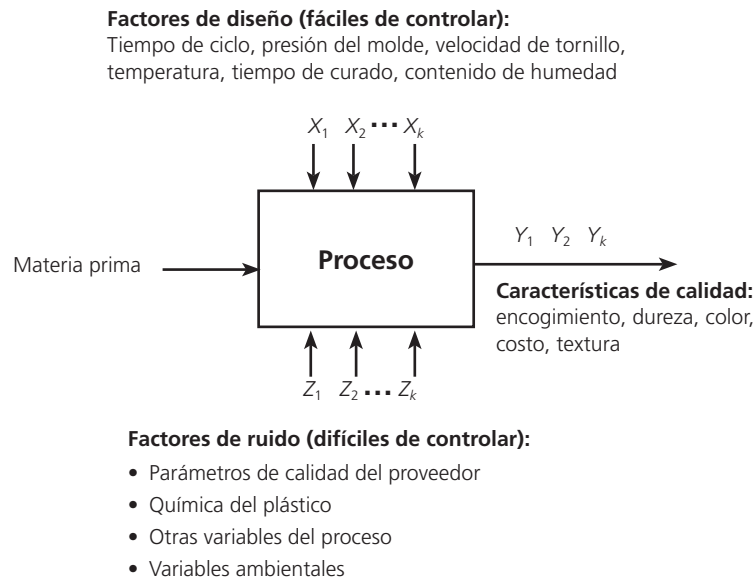 Factores de diseño (fáciles de controlar):
Tiempo de ciclo, presión del molde, velocidad de tornillo,
temperatura, tiempo de curado, contenido de humedad
X₁ X₂ ··· Xₖ
Materia prima
Proceso
Y₁ Y₂ Yₖ
Características de calidad:
encogimiento, dureza, color,
costo, textura
Z₁ Z₂ ··· Zₖ
Factores de ruido (difíciles de controlar):
• Parámetros de calidad del proveedor
• Química del plástico
• Otras variables del proceso
• Variables ambientales